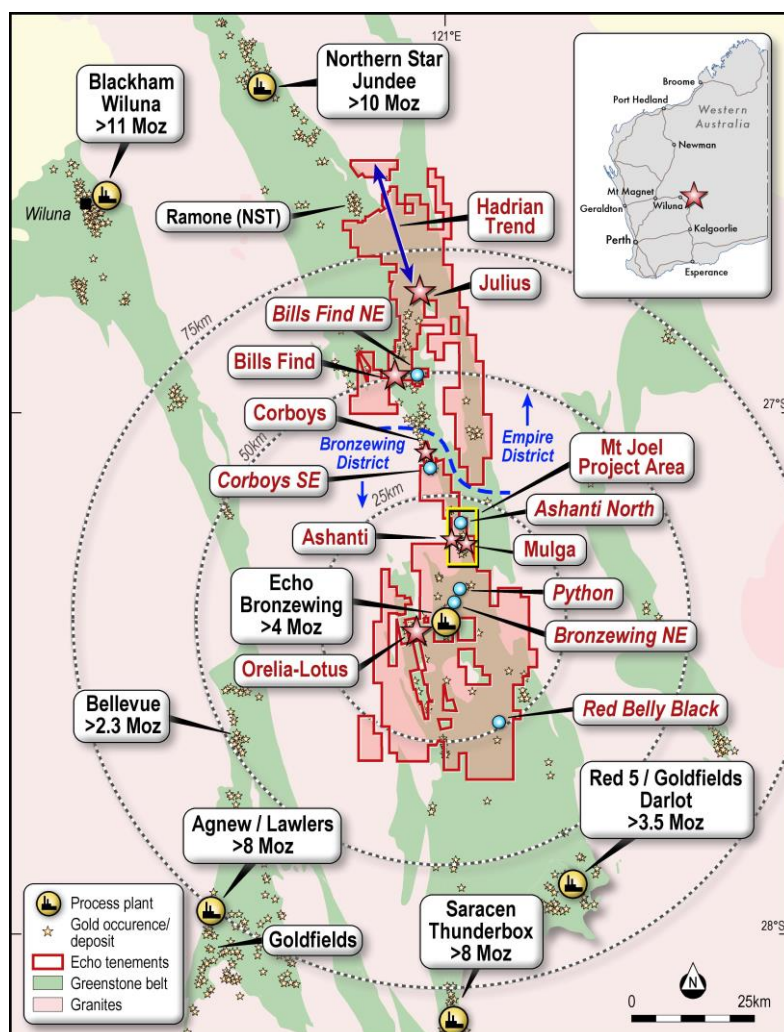 121°E
Northern Star
Jundee
>10 Moz
Blackham
Wiluna
>11 Moz
Wiluna
Ramone (NST)
Hadrian
Trend
Julius
Broome
Port Hedland
Western
Australia
Newman
Mt Magnet
Wiluna
Geraldton
Kalgoorlie
Perth
Esperance
75km
Bills Find NE
Bills Find
27°S
Corboys
50km
Bronzewing
District
Empire
District
Mt Joel
Project Area
Corboys SE
25km
Ashanti North
Ashanti
Mulga
Echo
Bronzewing
>4 Moz
Python
Bronzewing NE
Orelia-Lotus
Bellevue
>2.3 Moz
Red Belly Black
Red 5 / Goldfields
Darlot
>3.5 Moz
Agnew / Lawlers
>8 Moz
Saracen
Thunderbox
>8 Moz
Goldfields
28°S
Process plant
Gold occurence/
deposit
Echo tenements
Greenstone belt
Granites
N
0
25km